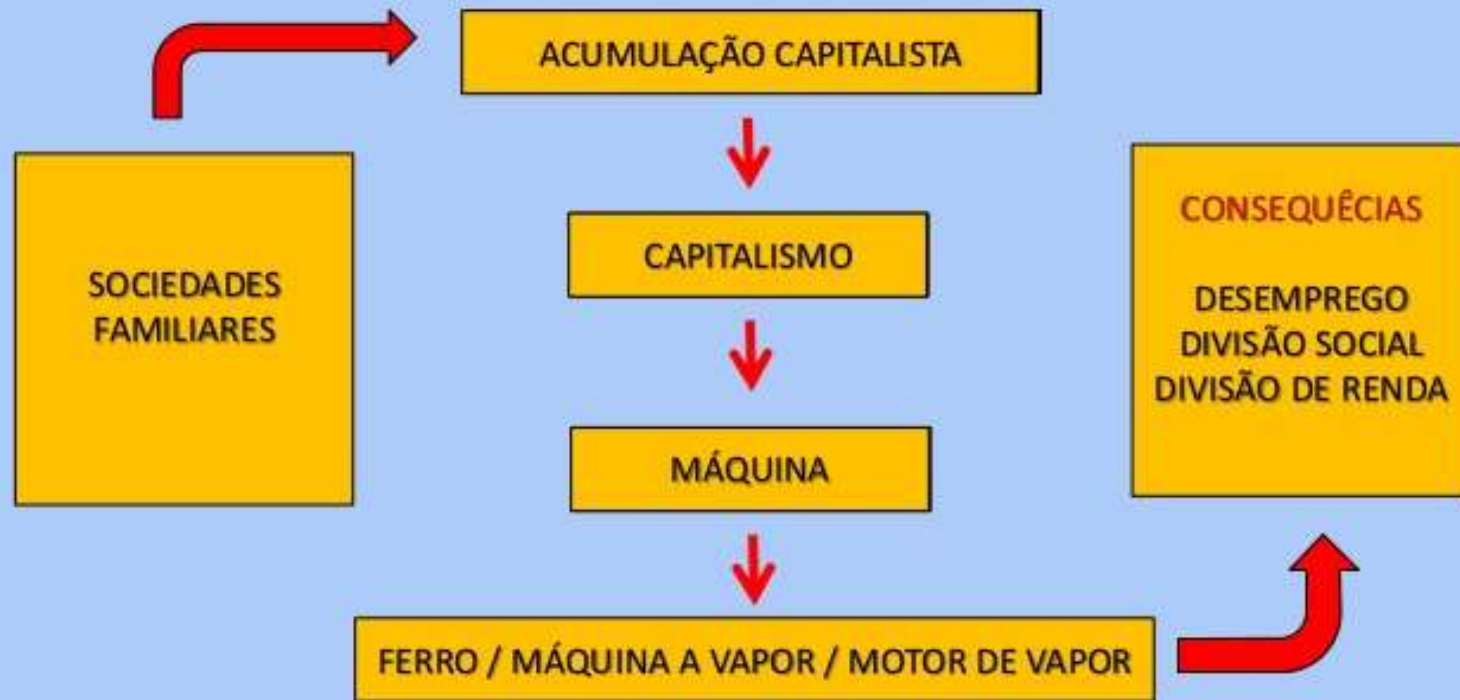 SOCIEDADES
FAMILIARES
ACUMULAÇÃO CAPITALISTA
CAPITALISMO
MÁQUINA
FERRO / MÁQUINA A VAPOR / MOTOR DE VAPOR
CONSEQUÊCIAS
DESEMPREGO
DIVISÃO SOCIAL
DIVISÃO DE RENDA